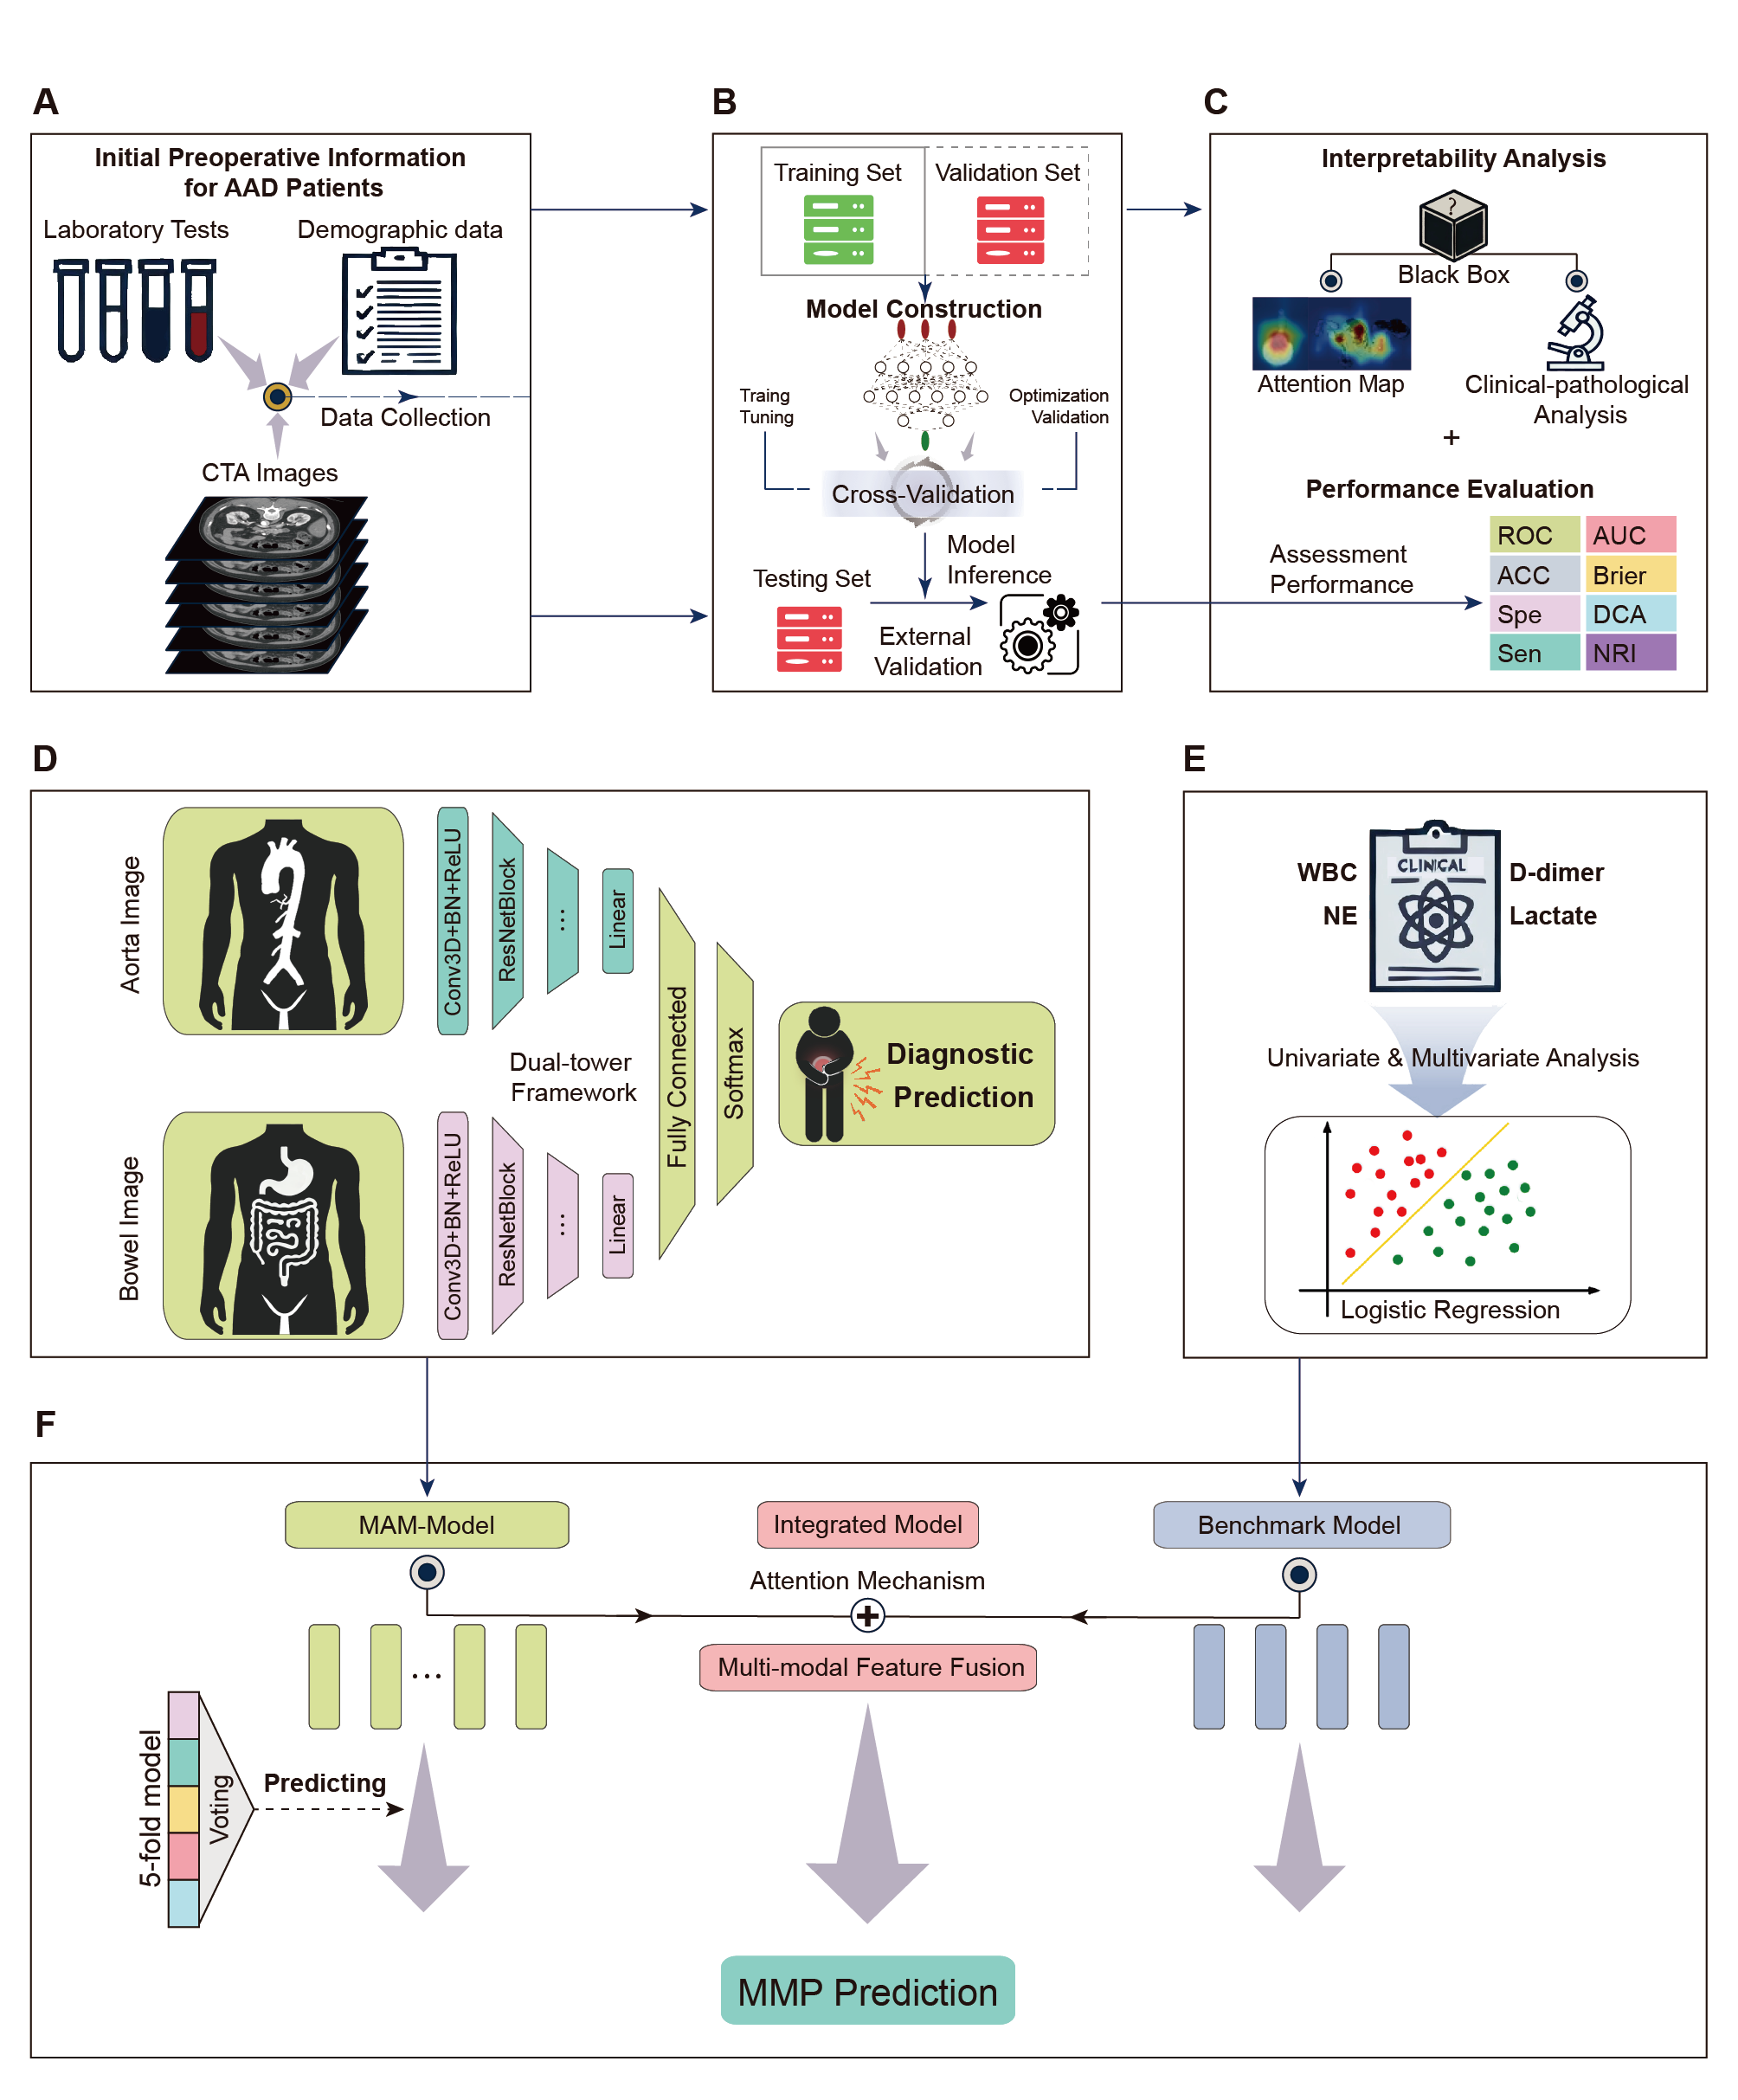 A
Initial Preoperative Information
for AAD Patients
Laboratory Tests
Demographic data
Data Collection
CTA Images
B
Training Set
Validation Set
Model Construction
Traing
Tuning
Optimization
Validation
Cross-Validation
Model
Inference
Testing Set
External
Validation
C
Interpretability Analysis
?
Black Box
Attention Map
Clinical-pathological
Analysis
+
Performance Evaluation
Assessment
Performance
ROC
AUC
ACC
Brier
Spe
DCA
Sen
NRI
D
Aorta Image
Conv3D+BN+ReLU
ResNetBlock
...
Linear
Dual-tower
Framework
Bowel Image
Conv3D+BN+ReLU
ResNetBlock
...
Linear
Fully Connected
Softmax
Diagnostic
Prediction
E
WBC
NE
CLINICAL
D-dimer
Lactate
Univariate & Multivariate Analysis
Logistic Regression
F
MAM-Model
Integrated Model
Benchmark Model
Attention Mechanism
Multi-modal Feature Fusion
...
5-fold model
Voting
Predicting
MMP Prediction